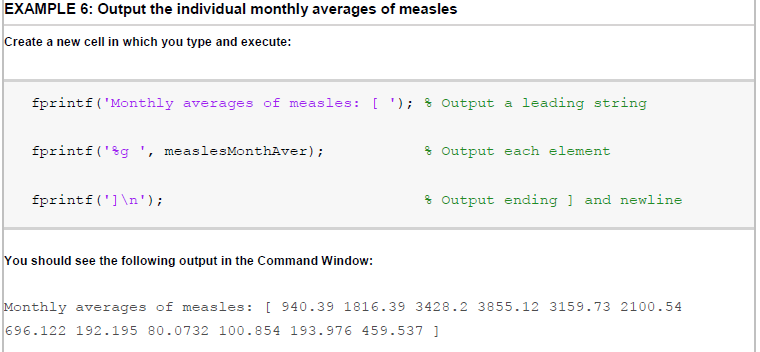 EXAMPLE 6: Output the individual monthly averages of measles
Create a new cell in which you type and execute:
fprintf('Monthly averages of measles: [ '); % Output a leading string
fprintf('%g ', measlesMonthAver); % Output each element
fprintf(']\n'); % Output ending ] and newline
You should see the following output in the Command Window:
Monthly averages of measles: [ 940.39 1816.39 3428.2 3855.12 3159.73 2100.54
696.122 192.195 80.0732 100.854 193.976 459.537 ]